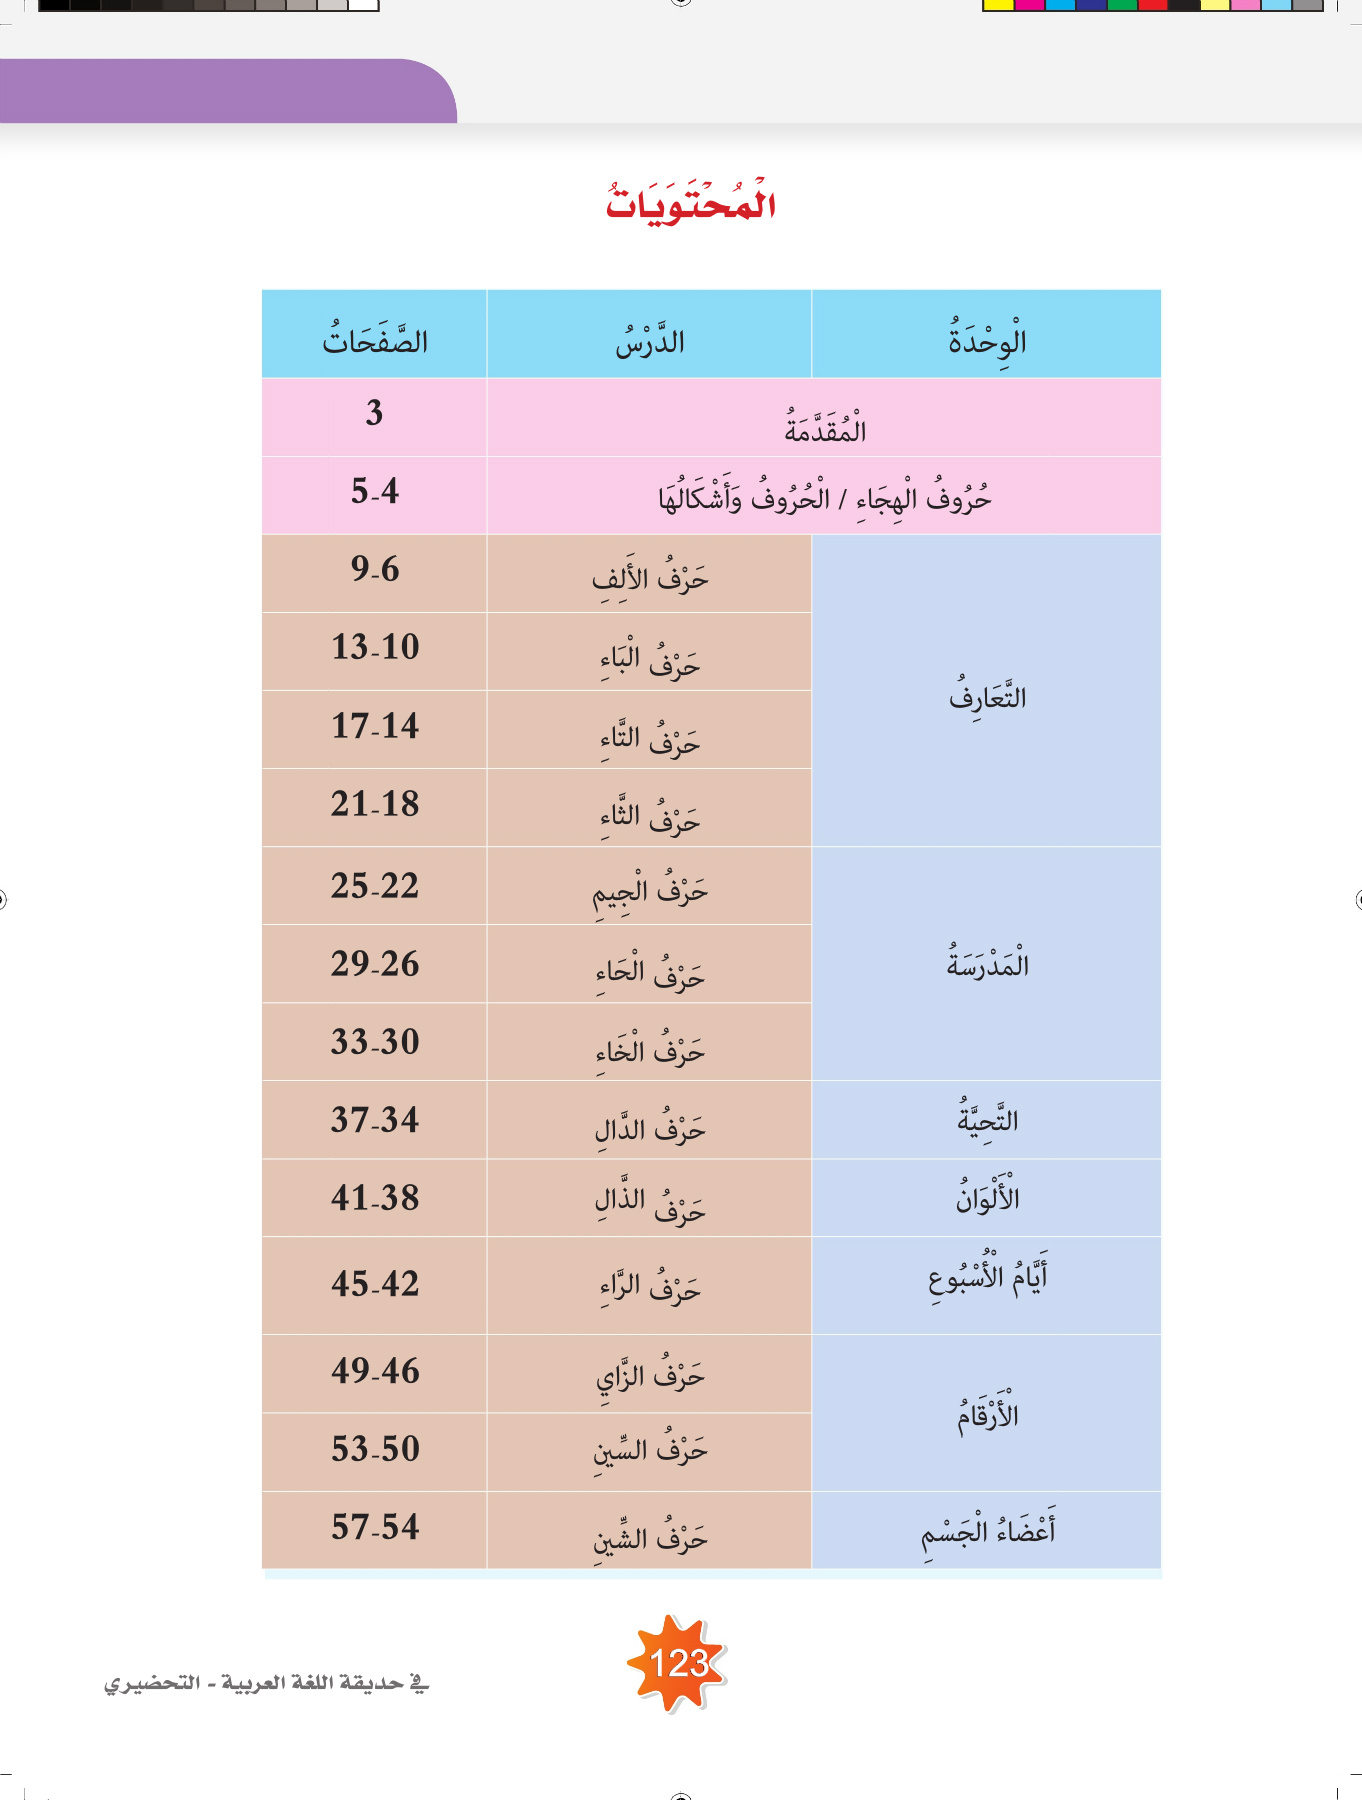 الْمُحْتَوَيَاتُ
الْوِحْدَةُ الدَّرْسُ الصَّفَحَاتُ
الْمُقَدَّمَةُ 3
حُرُوفُ الْهِجَاءِ / الْحُرُوفُ وَأَشْكَالُهَا 5-4
التَّعَارِفُ
حَرْفُ الأَلِفِ 9-6
حَرْفُ الْبَاءِ 13-10
حَرْفُ التَّاءِ 17-14
حَرْفُ الثَّاءِ 21-18
الْمَدْرَسَةُ
حَرْفُ الْجِيمِ 25-22
حَرْفُ الْحَاءِ 29-26
حَرْفُ الْخَاءِ 33-30
التَّحِيَّةُ حَرْفُ الدَّالِ 37-34
الْأَلْوَانُ حَرْفُ الذَّالِ 41-38
أَيَّامُ الْأُسْبُوعِ حَرْفُ الرَّاءِ 45-42
الْأَرْقَامُ
حَرْفُ الزَّايِ 49-46
حَرْفُ السِّينِ 53-50
أَعْضَاءُ الْجَسْمِ حَرْفُ الشِّينِ 57-54
123
في حديقة اللغة العربية - التحضيري